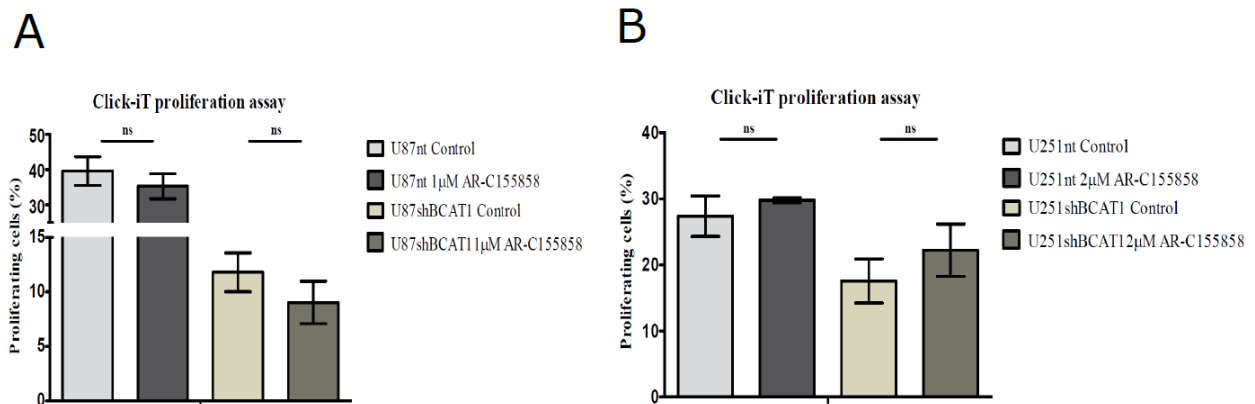 A
Click-iT proliferation assay
Proliferating cells (%)
50
40
30
15
10
5
0
ns
ns
U87nt Control
U87nt 1μM AR-C155858
U87shBCAT1 Control
U87shBCAT11μM AR-C155858
B
Click-iT proliferation assay
Proliferating cells (%)
40
30
20
10
0
ns
ns
U251nt Control
U251nt 2μM AR-C155858
U251shBCAT1 Control
U251shBCAT12μM AR-C155858